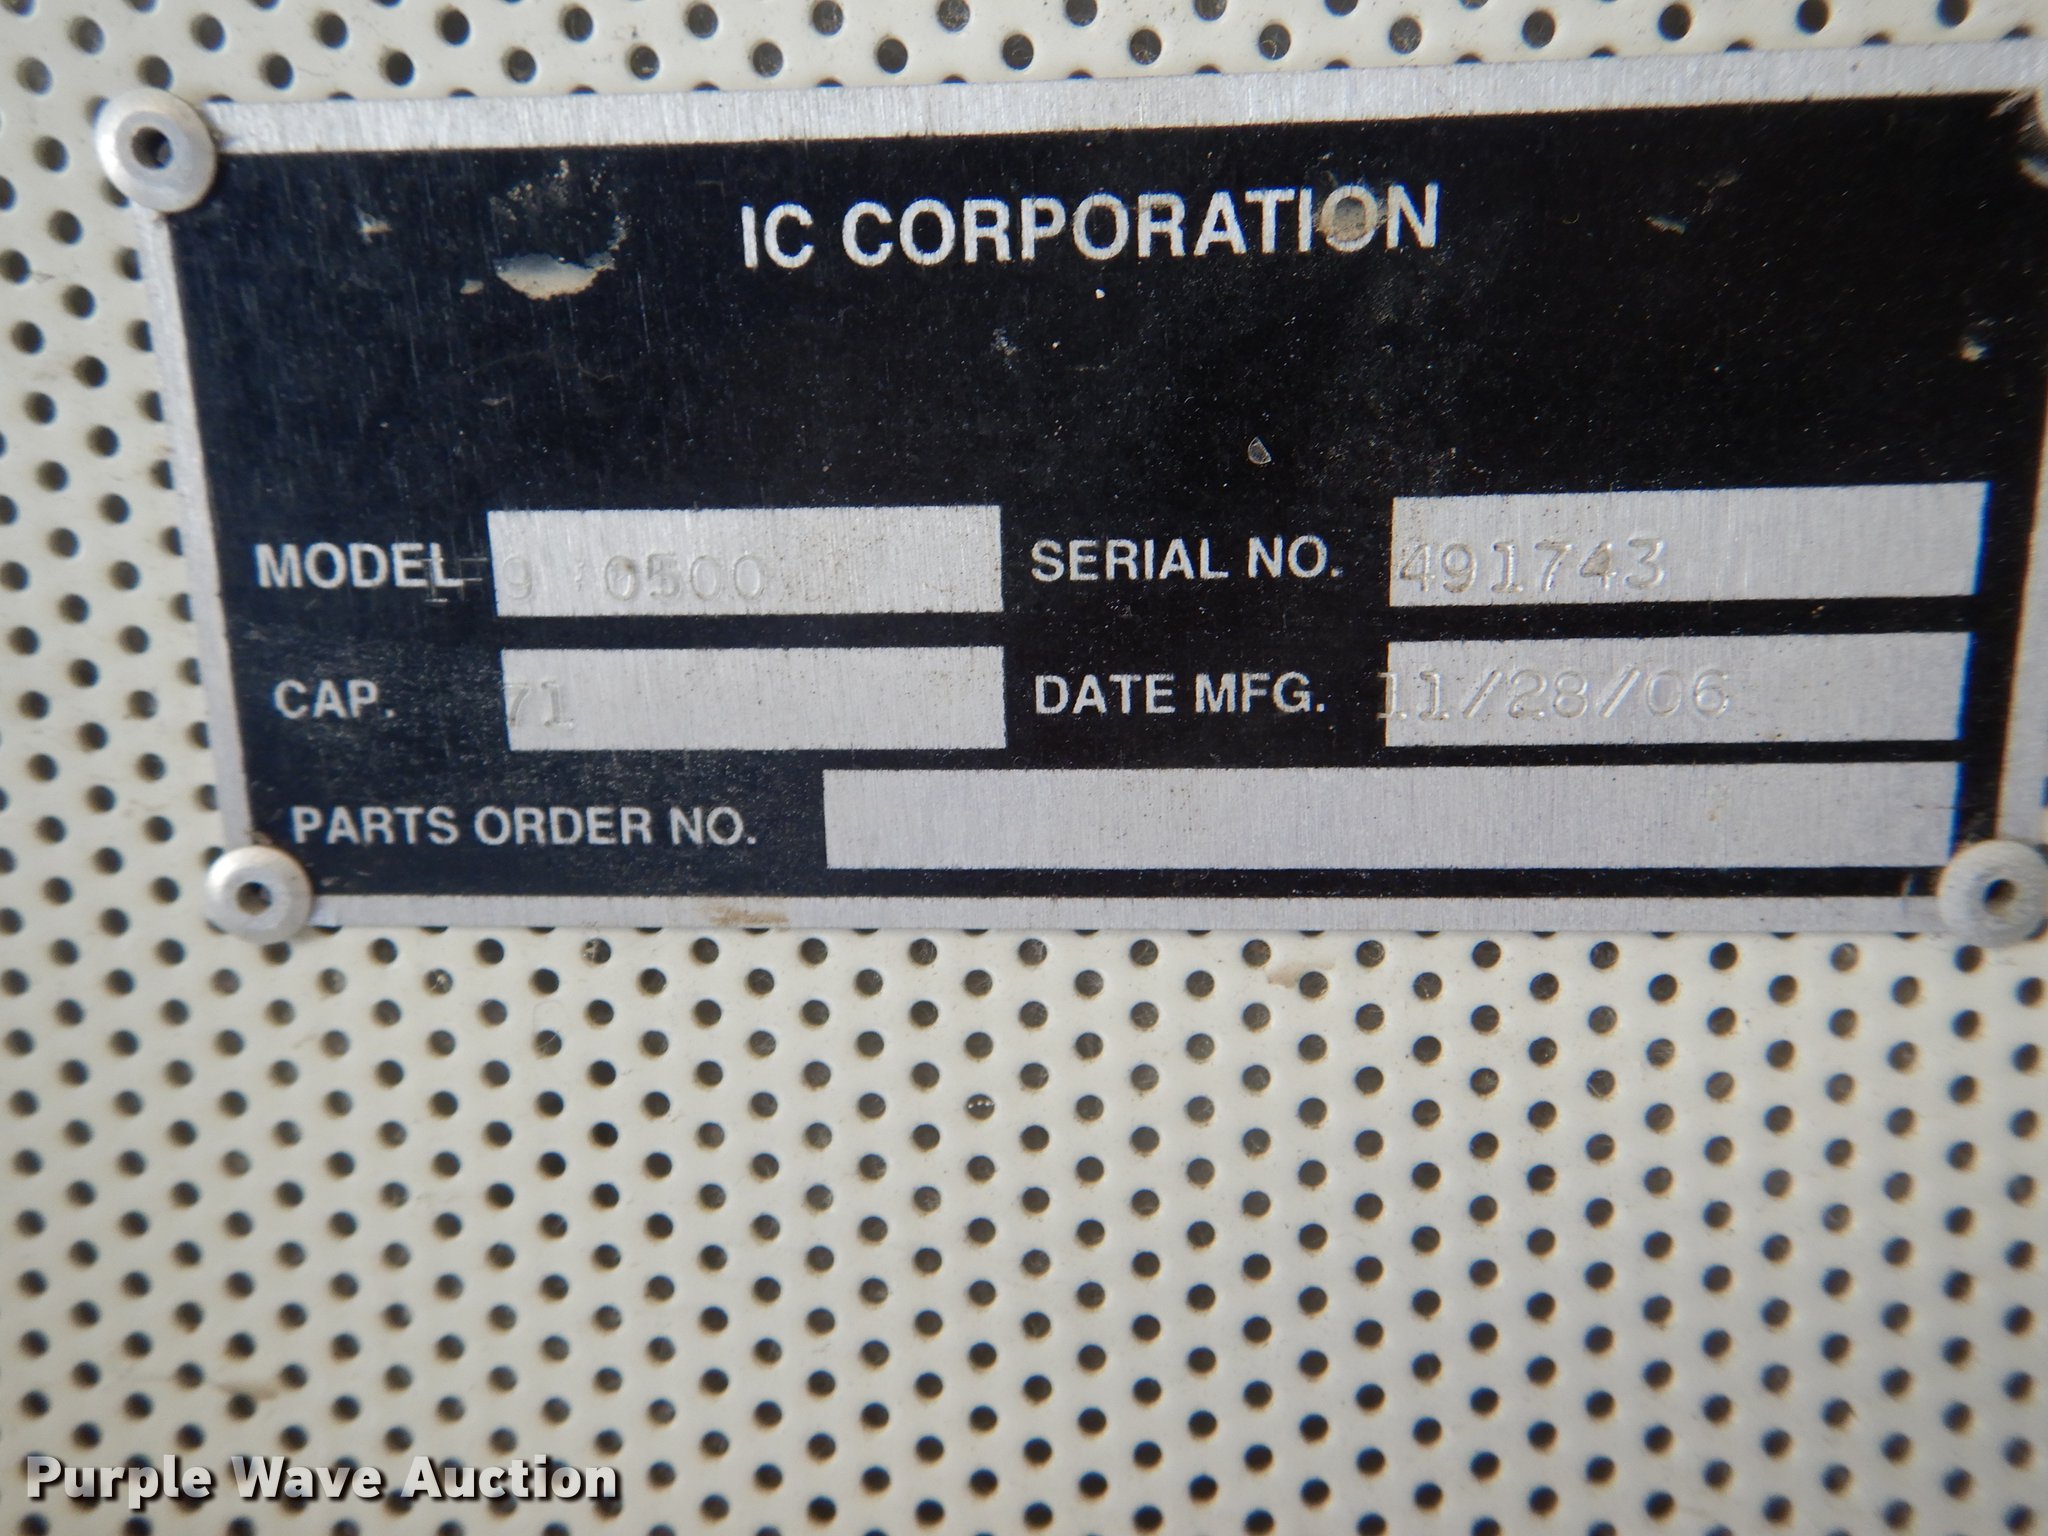 IC CORPORATION
MODEL 0500 SERIAL NO. 491743
CAP. 71 DATE MFG. 11/28/06
PARTS ORDER NO.
Purple Wave Auction